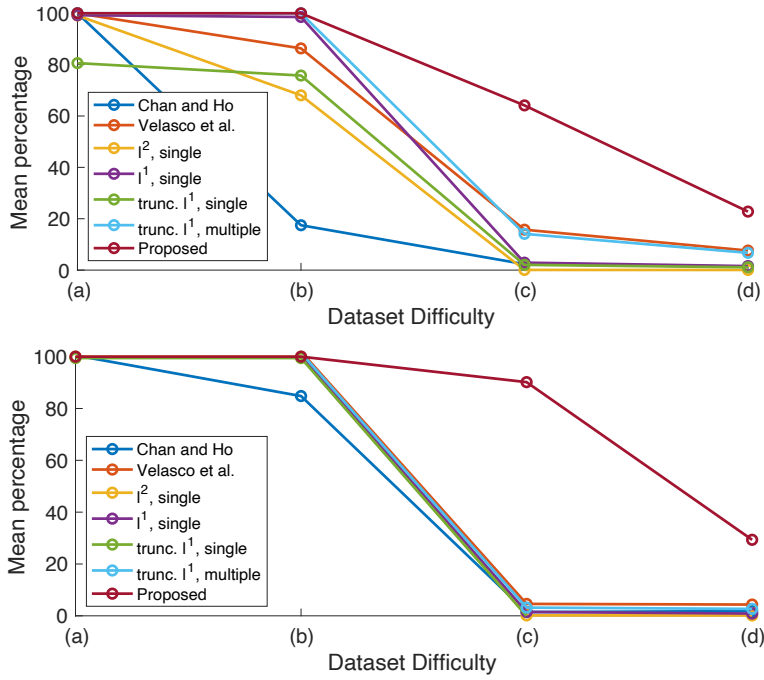 100
80
60
40
20
0
Mean percentage
Chan and Ho
Velasco et al.
l², single
l¹, single
trunc. l¹, single
trunc. l¹, multiple
Proposed
(a) (b) (c) (d)
Dataset Difficulty
100
80
60
40
20
0
Mean percentage
Chan and Ho
Velasco et al.
l², single
l¹, single
trunc. l¹, single
trunc. l¹, multiple
Proposed
(a) (b) (c) (d)
Dataset Difficulty